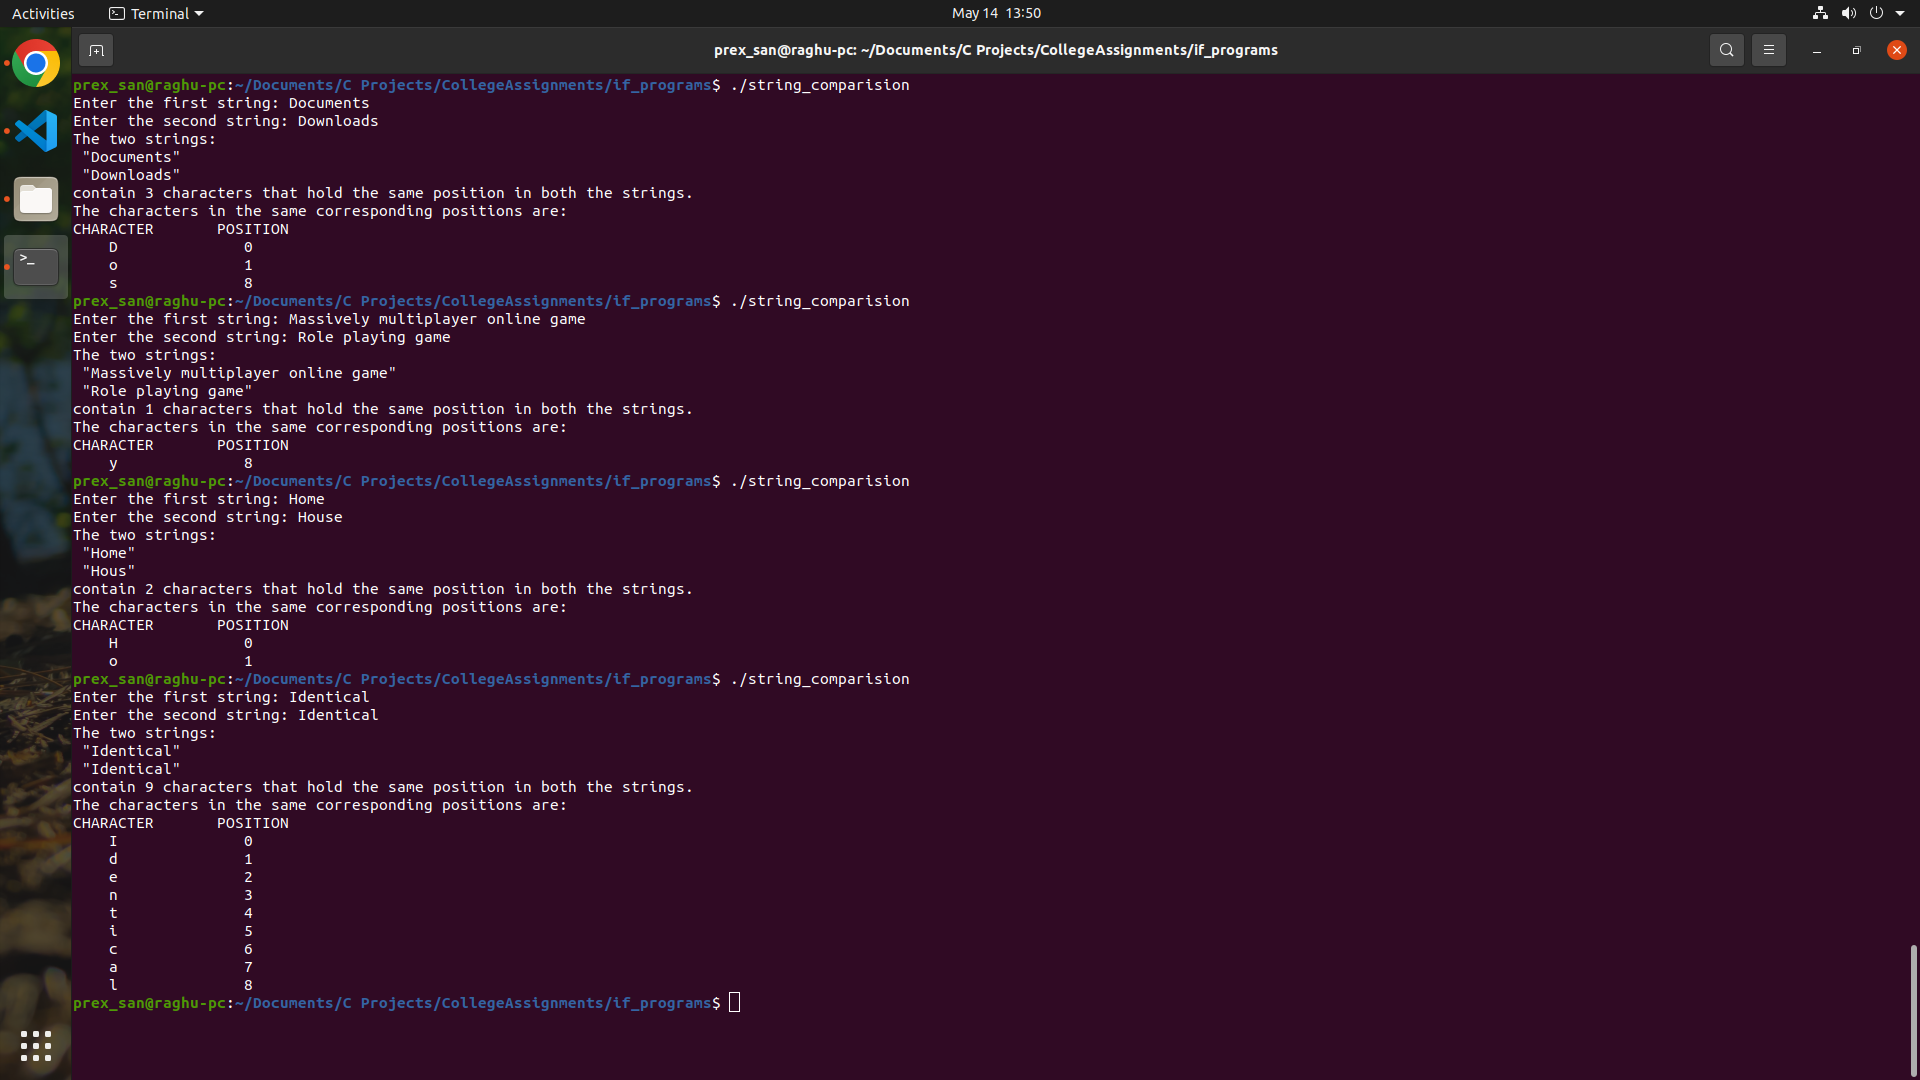 Activities Terminal May 14 13:50
prex_san@raghu-pc: ~/Documents/C Projects/CollegeAssignments/if_programs
prex_san@raghu-pc:~/Documents/C Projects/CollegeAssignments/if_programs$ ./string_comparision
Enter the first string: Documents
Enter the second string: Downloads
The two strings:
 "Documents"
 "Downloads"
contain 3 characters that hold the same position in both the strings.
The characters in the same corresponding positions are:
CHARACTER       POSITION
    D              0
    o              1
    s              8
prex_san@raghu-pc:~/Documents/C Projects/CollegeAssignments/if_programs$ ./string_comparision
Enter the first string: Massively multiplayer online game
Enter the second string: Role playing game
The two strings:
 "Massively multiplayer online game"
 "Role playing game"
contain 1 characters that hold the same position in both the strings.
The characters in the same corresponding positions are:
CHARACTER       POSITION
    y              8
prex_san@raghu-pc:~/Documents/C Projects/CollegeAssignments/if_programs$ ./string_comparision
Enter the first string: Home
Enter the second string: House
The two strings:
 "Home"
 "Hous"
contain 2 characters that hold the same position in both the strings.
The characters in the same corresponding positions are:
CHARACTER       POSITION
    H              0
    o              1
prex_san@raghu-pc:~/Documents/C Projects/CollegeAssignments/if_programs$ ./string_comparision
Enter the first string: Identical
Enter the second string: Identical
The two strings:
 "Identical"
 "Identical"
contain 9 characters that hold the same position in both the strings.
The characters in the same corresponding positions are:
CHARACTER       POSITION
    I              0
    d              1
    e              2
    n              3
    t              4
    i              5
    c              6
    a              7
    l              8
prex_san@raghu-pc:~/Documents/C Projects/CollegeAssignments/if_programs$